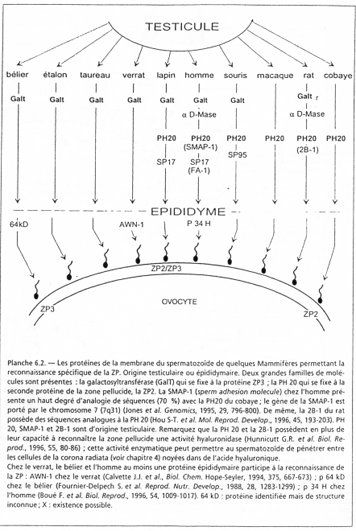 TESTICULE
bélier étalon taureau verrat lapin homme souris macaque rat cobaye
Galt Galt Galt Galt Galt Galt Galt Galt ?
α D-Mase α D-Mase
PH20 PH20 PH20 PH20 PH20 PH20
(SMAP-1) (2B-1)
SP95
SP17 SP17
(FA-1)
EPIDIDYME
64kD AWN-1 P 34 H
ZP2/ZP3
OVOCYTE
ZP3 ZP2
Planche 6.2. — Les protéines de la membrane du spermatozoïde de quelques Mammifères permettant la
reconnaissance spécifique de la ZP. Origine testiculaire ou épididymaire. Deux grandes familles de molé-
cules sont présentes : la galactosyltransférase (GalT) qui se fixe à la protéine ZP3 ; la PH 20 qui se fixe à la
seconde protéine de la zone pellucide, la ZP2. La SMAP-1 (sperm adhesion molecule) chez l'homme pré-
sente un haut degré d'analogie de séquences (70 %) avec le PH20 du cobaye ; le gène de la SMAP-1 est
porté par le chromosome 7 (7q31) (Jones et al. Genomics, 1995, 29, 796-800). De même, la 2B-1 du rat
possède des séquences analogues à la PH 20 (Hou S-T. et al. Mol. Reprod. Develop., 1996, 45, 193-203). PH
20, SMAP-1 et 2B-1 sont d'origine testiculaire. Remarquez que la PH 20 et la 2B-1 possèdent en plus de
leur capacité à reconnaître la zone pellucide une activité hyaluronidase (Hunnicutt G.R. et al. Biol. Re-
prod., 1996, 55, 80-86) ; cette activité enzymatique peut permettre au spermatozoïde de pénétrer entre
les cellules de la corona radiata (voir chapitre 4) noyées dans de l'acide hyaluronique.
Chez le verrat, le bélier et l'homme au moins une protéine épididymaire participe à la reconnaissance de
la ZP : AWN-1 chez le verrat (Calvette J.J. et al., Biol. Chem. Hope-Seyler, 1994, 375, 667-673) ; p 64 kD
chez le bélier (Fournier-Delpech S. et al. Reprod. Nutr. Develop., 1988, 28, 1283-1299) ; p 34 H chez
l'homme (Boué F. et al. Biol. Reprod., 1996, 54, 1009-1017). 64 kD : protéine identifiée mais de structure
inconnue ; X : existence possible.